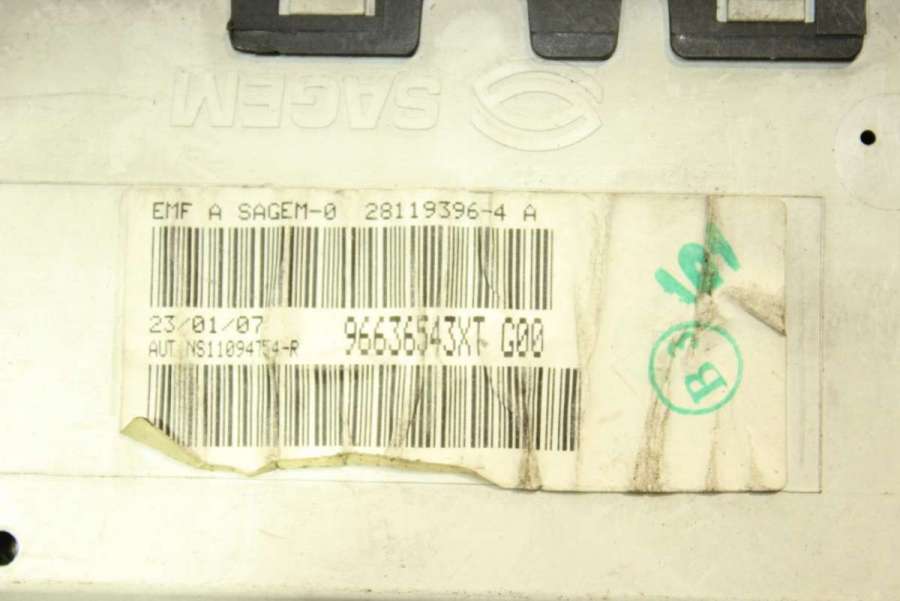 SAGEM
EMF A SAGEM-0 28119396-4 A
23/01/07 96636543XT G00
AUT NS11094754-R
B